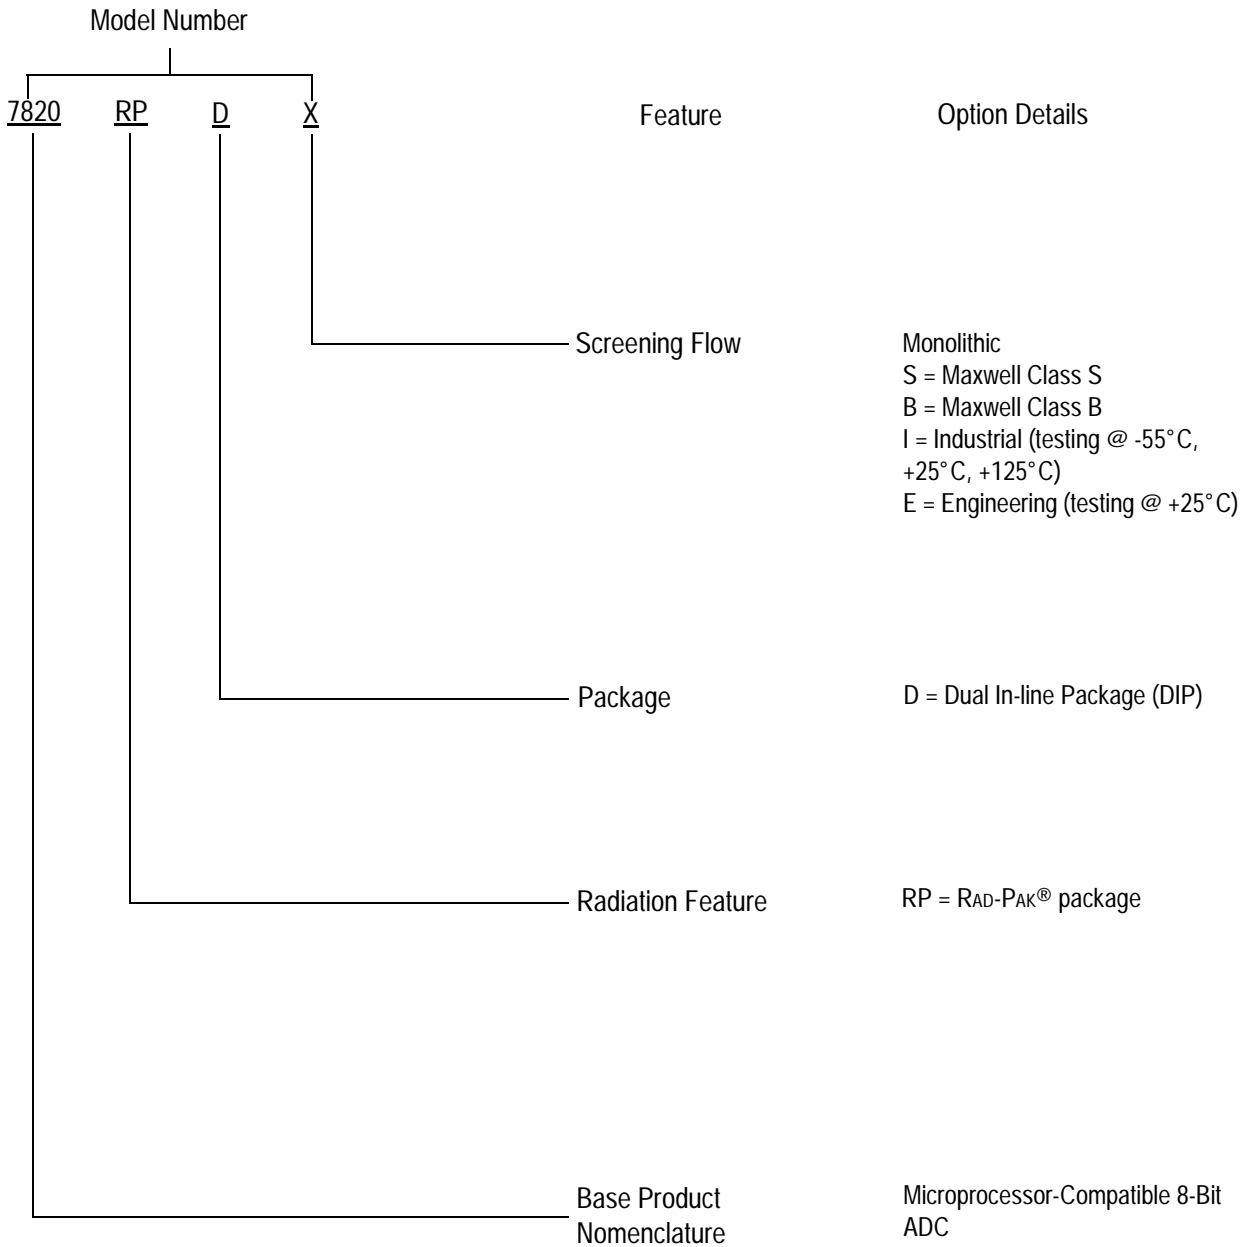 Model Number
7820 RP D X Feature Option Details
Screening Flow Monolithic
S = Maxwell Class S
B = Maxwell Class B
I = Industrial (testing @ -55°C,
+25°C, +125°C)
E = Engineering (testing @ +25°C)
Package D = Dual In-line Package (DIP)
Radiation Feature RP = RAD-PAK® package
Base Product Microprocessor-Compatible 8-Bit
Nomenclature ADC